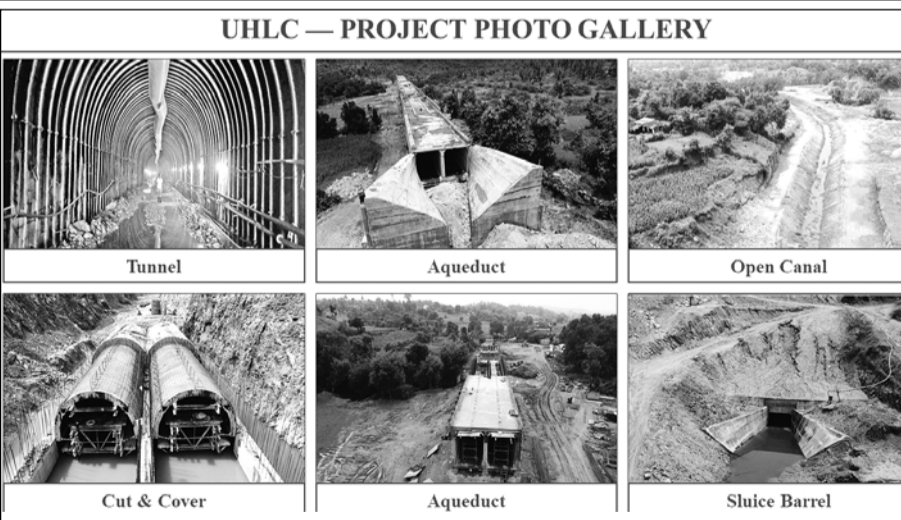 UHLC — PROJECT PHOTO GALLERY
Tunnel
Aqueduct
Open Canal
Cut & Cover
Aqueduct
Sluice Barrel